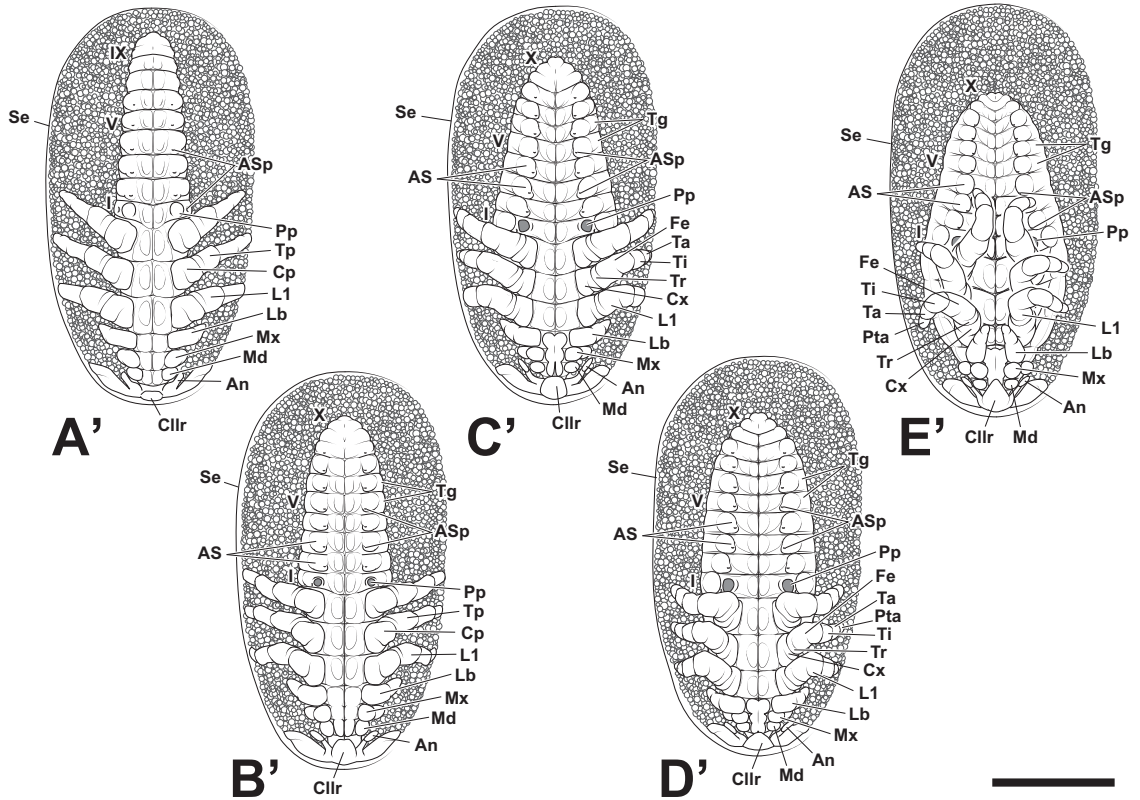 IX
Se
V
ASp
I
Pp
Tp
Cp
L1
Lb
Mx
Md
An
Cllr
A’
X
Se
V
Tg
AS
ASp
I
Pp
Tp
Cp
L1
Lb
Mx
Md
An
Cllr
B’
X
Se
Tg
V
ASp
AS
Pp
I
Fe
Ta
Ti
Tr
Cx
L1
Lb
Mx
An
Md
Cllr
C’
X
Se
Tg
V
ASp
AS
Pp
I
Fe
Ta
Pta
Ti
Tr
Cx
L1
Lb
Mx
An
Md
Cllr
D’
X
Se
Tg
V
AS
ASp
I
Pp
Fe
Ti
Ta
Pta
Tr
Cx
L1
Lb
Mx
An
Cllr Md
E’